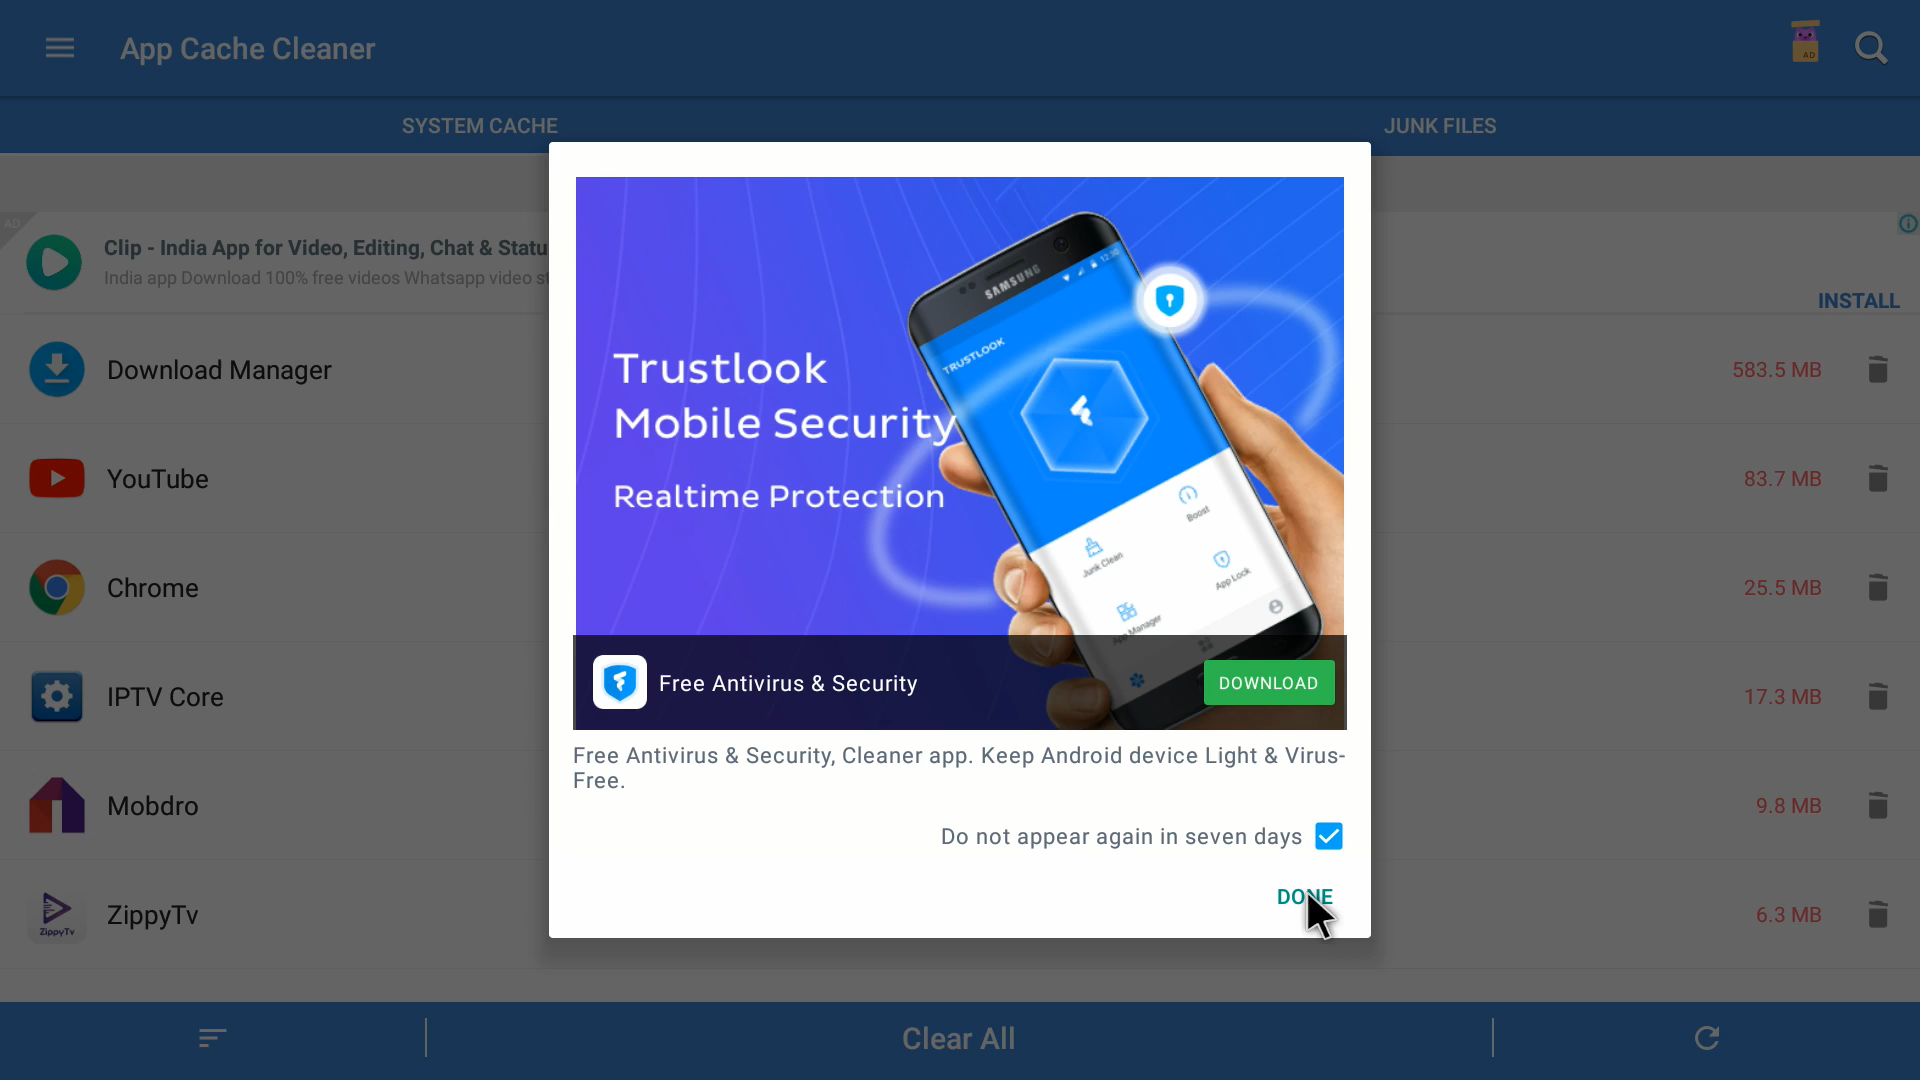 App Cache Cleaner
AD
SYSTEM CACHE
JUNK FILES
AD
Clip - India App for Video, Editing, Chat & Statu
India app Download 100% free videos Whatsapp video st
INSTALL
Download Manager
583.5 MB
YouTube
83.7 MB
Chrome
25.5 MB
IPTV Core
17.3 MB
Mobdro
9.8 MB
ZippyTv
ZippyTv
6.3 MB
Trustlook
Mobile Security
Realtime Protection
SAMSUNG
12:30
TRUSTLOOK
Boost
Junk Clean
App Lock
App Manager
Free Antivirus & Security
DOWNLOAD
Free Antivirus & Security, Cleaner app. Keep Android device Light & Virus-
Free.
Do not appear again in seven days
DONE
Clear All